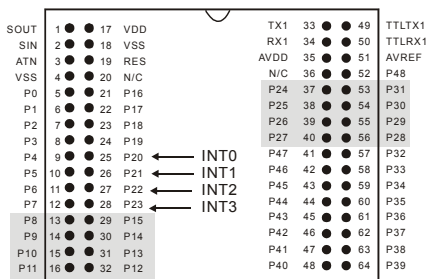 SOUT 1 17 VDD TX1 33 49 TTLTX1
SIN 2 18 VSS RX1 34 50 TTLRX1
ATN 3 19 RES AVDD 35 51 AVREF
VSS 4 20 N/C N/C 36 52 P48
P0 5 21 P16 P24 37 53 P31
P1 6 22 P17 P25 38 54 P30
P2 7 23 P18 P26 39 55 P29
P3 8 24 P19 P27 40 56 P28
P4 9 25 P20 INT0 P47 41 57 P32
P5 10 26 P21 INT1 P46 42 58 P33
P6 11 27 P22 INT2 P45 43 59 P34
P7 12 28 P23 INT3 P44 44 60 P35
P8 13 29 P15 P43 45 61 P36
P9 14 30 P14 P42 46 62 P37
P10 15 31 P13 P41 47 63 P38
P11 16 32 P12 P40 48 64 P39